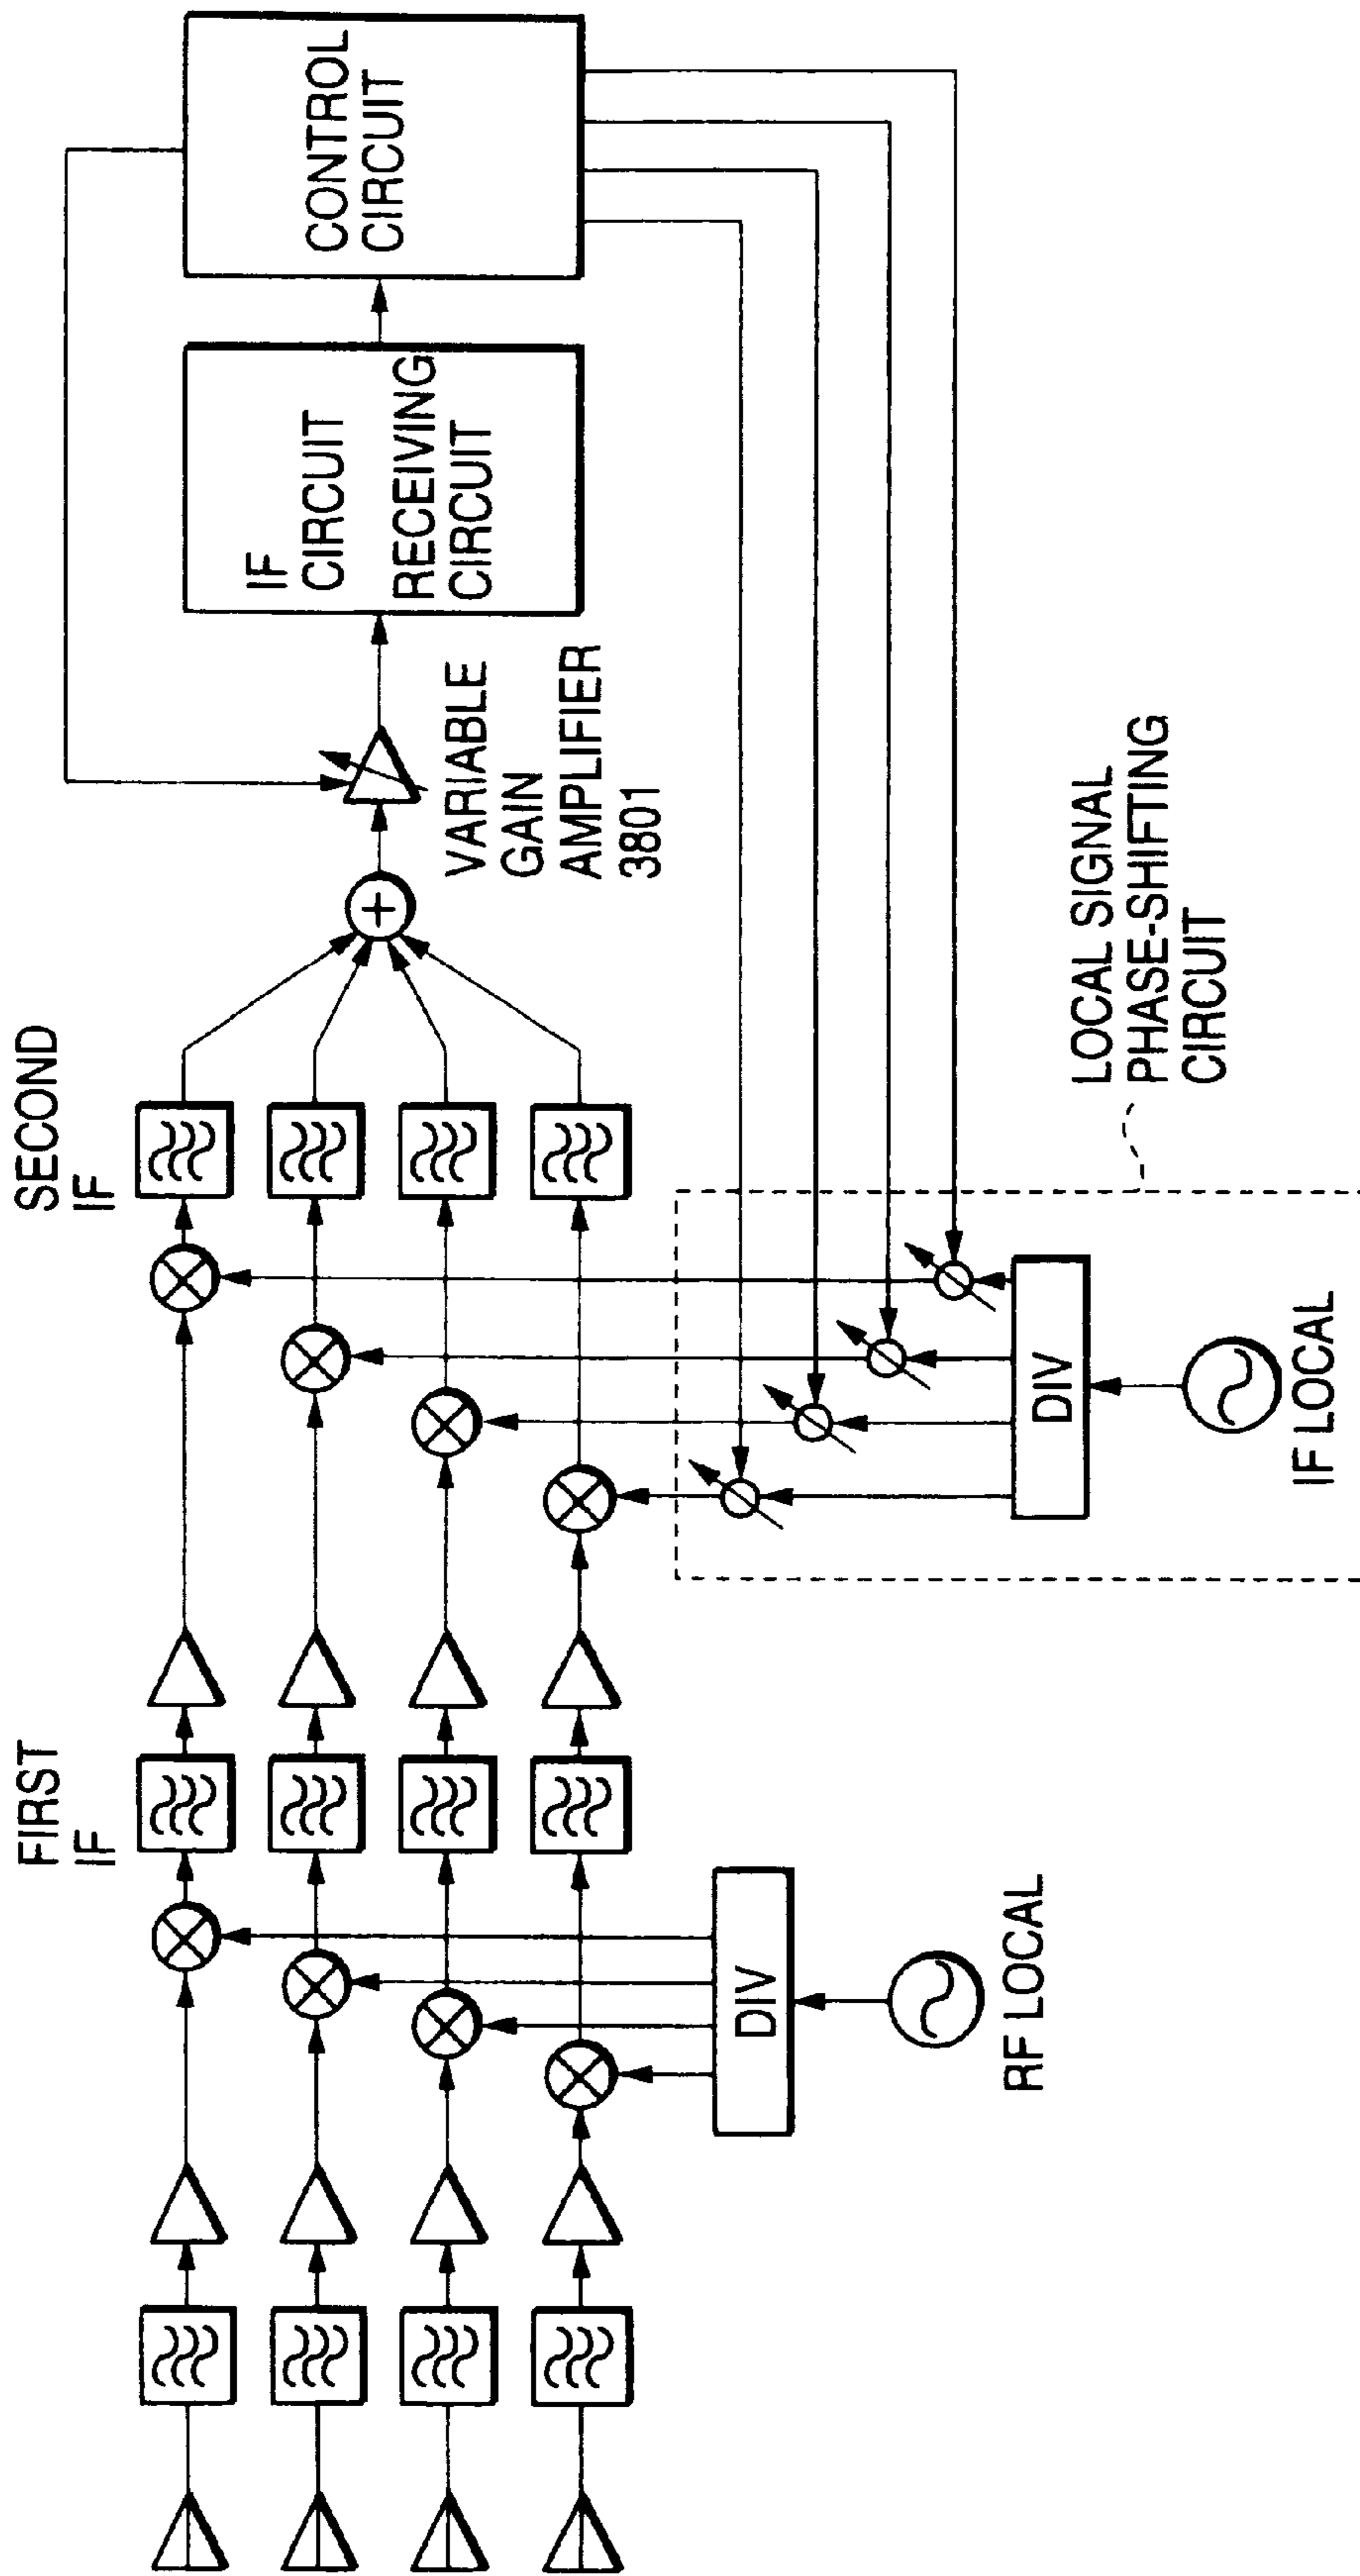 FIRST
IF
SECOND
IF
VARIABLE
GAIN
AMPLIFIER
3801
IF
CIRCUIT
RECEIVING
CIRCUIT
CONTROL
CIRCUIT
DIV
RF LOCAL
DIV
IF LOCAL
LOCAL SIGNAL
PHASE-SHIFTING
CIRCUIT